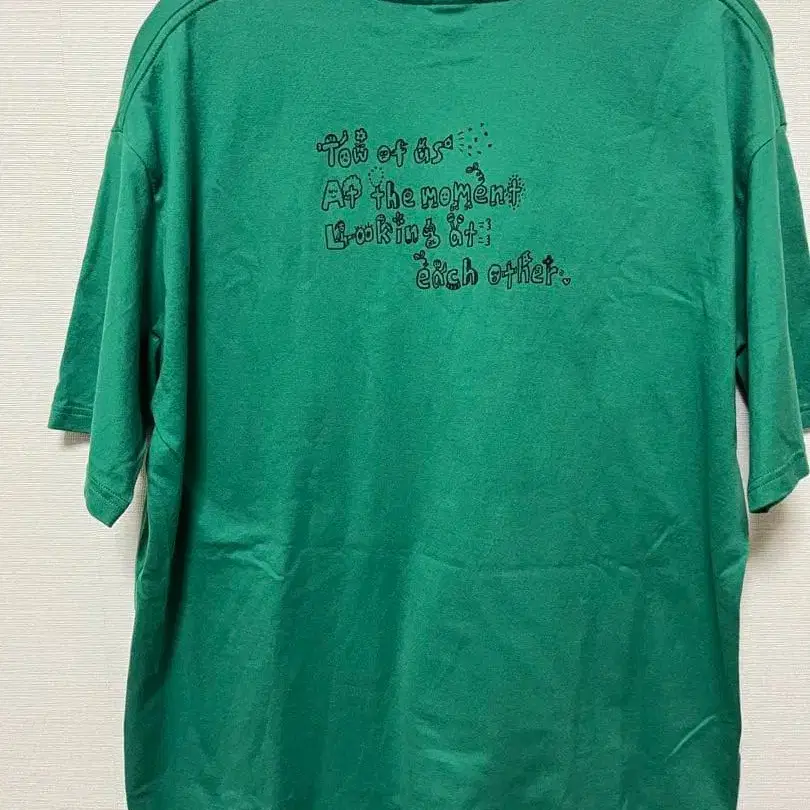 Tow of us
At the moment
Looking at
each other.